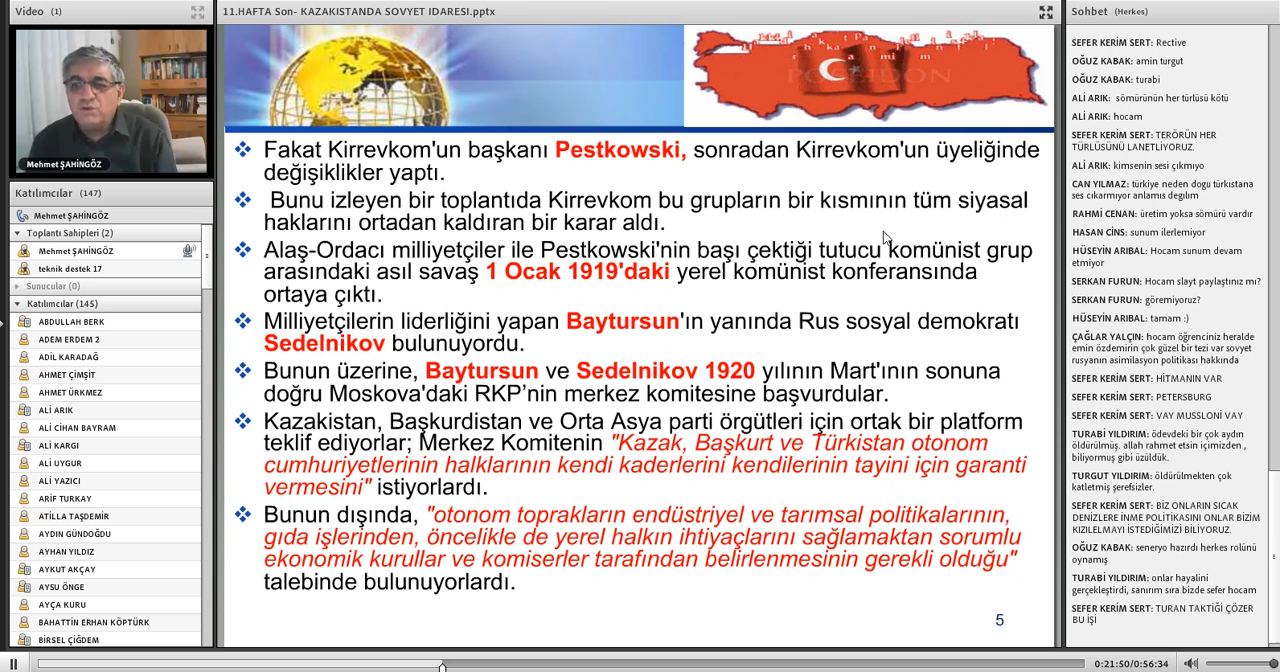 Video (1)
Mehmet ŞAHİNGÖZ
Katılımcılar (147)
Mehmet ŞAHİNGÖZ
Toplantı Sahipleri (2)
Mehmet ŞAHİNGÖZ
teknik destek 17
Sunucular (0)
Katılımcılar (145)
ABDULLAH BERK
ADEM ERDEM 2
ADİL KARADAĞ
AHMET ÇİMŞİT
AHMET ÜRKMEZ
ALİ ARIK
ALİ CİHAN BAYRAM
ALİ KARGI
ALİ UYGUR
ALİ YAZICI
ARİF TURKAY
ATİLLA TAŞDEMİR
AYDIN GÜNDOĞDU
AYHAN YILDIZ
AYKUT AKÇAY
AYSU ÖNGE
AYÇA KURU
BAHATTİN ERHAN KÖPTÜRK
BİRSEL ÇİĞDEM
11.HAFTA Son- KAZAKISTANDA SOVYET IDARESI.pptx
POSEIDON
Fakat Kirrevkom'un başkanı Pestkowski, sonradan Kirrevkom'un üyeliğinde
değişiklikler yaptı.
Bunu izleyen bir toplantıda Kirrevkom bu grupların bir kısmının tüm siyasal
haklarını ortadan kaldıran bir karar aldı.
Alaş-Ordacı milliyetçiler ile Pestkowski'nin başı çektiği tutucu komünist grup
arasındaki asıl savaş 1 Ocak 1919'daki yerel komünist konferansında
ortaya çıktı.
Milliyetçilerin liderliğini yapan Baytursun'ın yanında Rus sosyal demokratı
Sedelnikov bulunuyordu.
Bunun üzerine, Baytursun ve Sedelnikov 1920 yılının Mart'ının sonuna
doğru Moskova'daki RKP’nin merkez komitesine başvurdular.
Kazakistan, Başkurdistan ve Orta Asya parti örgütleri için ortak bir platform
teklif ediyorlar; Merkez Komitenin "Kazak, Başkurt ve Türkistan otonom
cumhuriyetlerinin halklarının kendi kaderlerini kendilerinin tayini için garanti
vermesini" istiyorlardı.
Bunun dışında, "otonom toprakların endüstriyel ve tarımsal politikalarının,
gıda işlerinden, öncelikle de yerel halkın ihtiyaçlarını sağlamaktan sorumlu
ekonomik kurullar ve komiserler tarafından belirlenmesinin gerekli olduğu"
talebinde bulunuyorlardı.
5
Sohbet (Herkes)
SEFER KERİM SERT: Rective
OĞUZ KABAK: amin turgut
OĞUZ KABAK: turabi
ALİ ARIK: sömürünün her türlüsü kötü
ALİ ARIK: hocam
SEFER KERİM SERT: TERÖRÜN HER
TÜRLÜSÜNÜ LANETLİYORUZ.
ALİ ARIK: kimsenin sesi çıkmıyo
CAN YILMAZ: türkiye neden dogu türkıstana
ses cıkarmıyor anlamıs degılım
RAHMİ CENAN: üretim yoksa sömürü vardır
HASAN CİNS: sunum ilerlemiyor
HÜSEYİN ARIBAL: Hocam sunum devam
etmiyor
SERKAN FURUN: Hocam slayt paylaştınız mı?
SERKAN FURUN: göremiyoruz?
HÜSEYİN ARIBAL: tamam :)
ÇAĞLAR YALÇIN: hocam öğrenciniz heralde
emin özdemirin çok güzel bir tezi var sovyet
rusyanın asimilasyon politikası hakkında
SEFER KERİM SERT: HİTMANIN VAR
SEFER KERİM SERT: PETERSBURG
SEFER KERİM SERT: VAY MUSSLONİ VAY
TURABİ YILDIRIM: ödevdeki bir çok aydın
öldürülmüş, allah rahmet etsin içimizden ,
biliyormuş gibi üzüldük.
TURGUT YILDIRIM: öldürülmekten çok
katletmiş şerefsizler.
SEFER KERİM SERT: BİZ ONLARIN SICAK
DENİZLERE İNME POLİTİKASINI ONLAR BİZİM
KIZILELMAYI İSTEDİĞİMİZİ BİLİYORUZ.
OĞUZ KABAK: seneryo hazırdı herkes rolünü
oynamış
TURABİ YILDIRIM: onlar hayalini
gerçekleştirdi, sanırım sıra bizde sefer hocam
SEFER KERİM SERT: TURAN TAKTİĞİ ÇÖZER
BU İŞİ
0:21:50/0:56:34